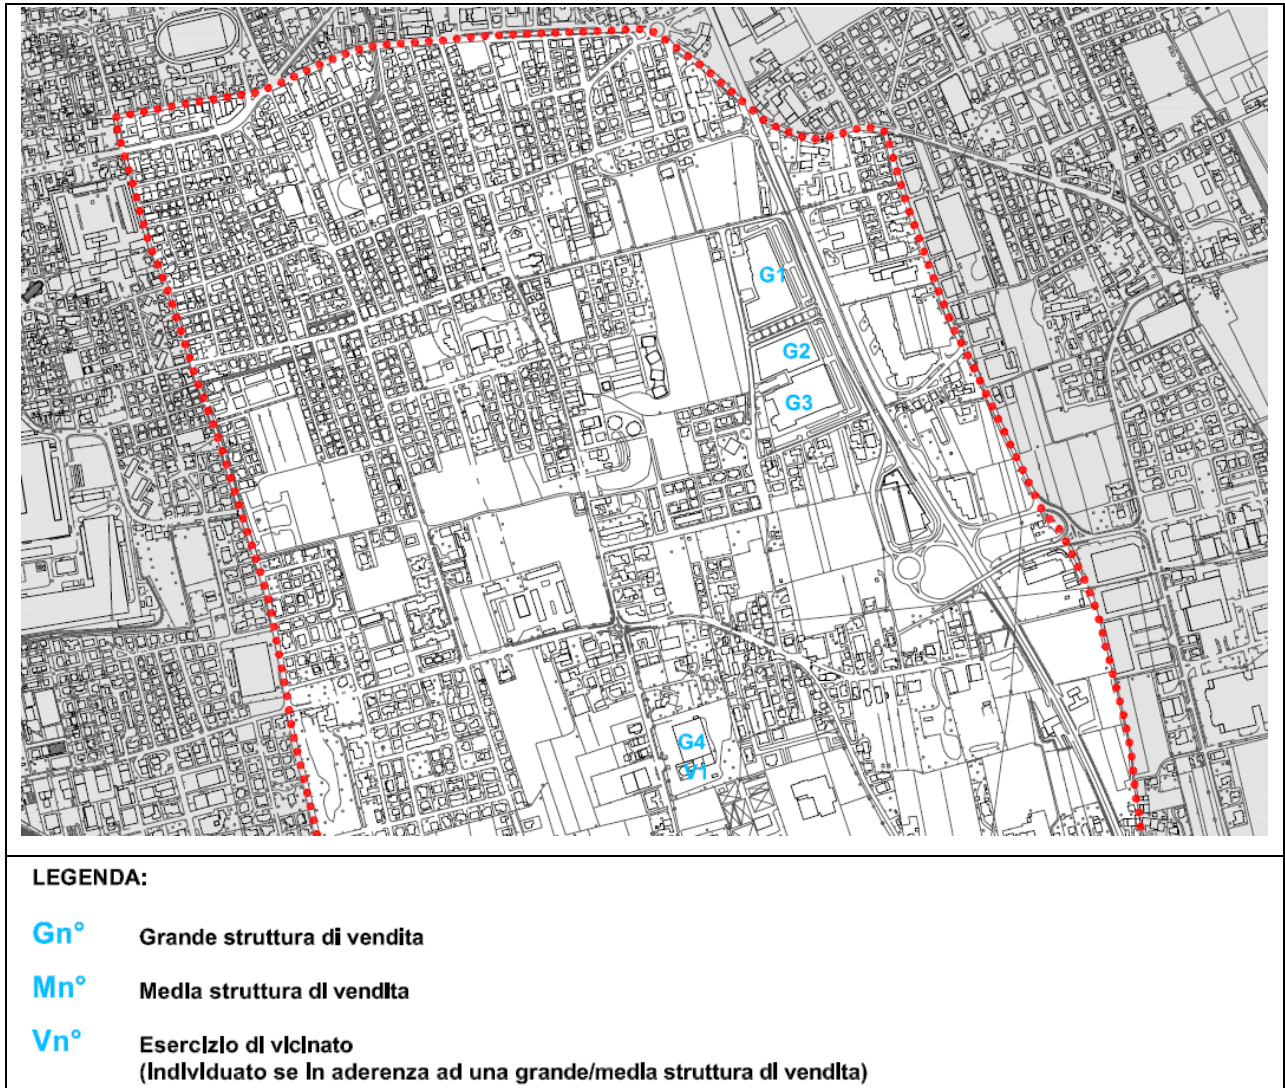 G1
G2
G3
G4
V1
LEGENDA:
Gn° Grande struttura di vendita
Mn° Media struttura di vendita
Vn° Esercizio di vicinato
(Individuato se in aderenza ad una grande/media struttura di vendita)